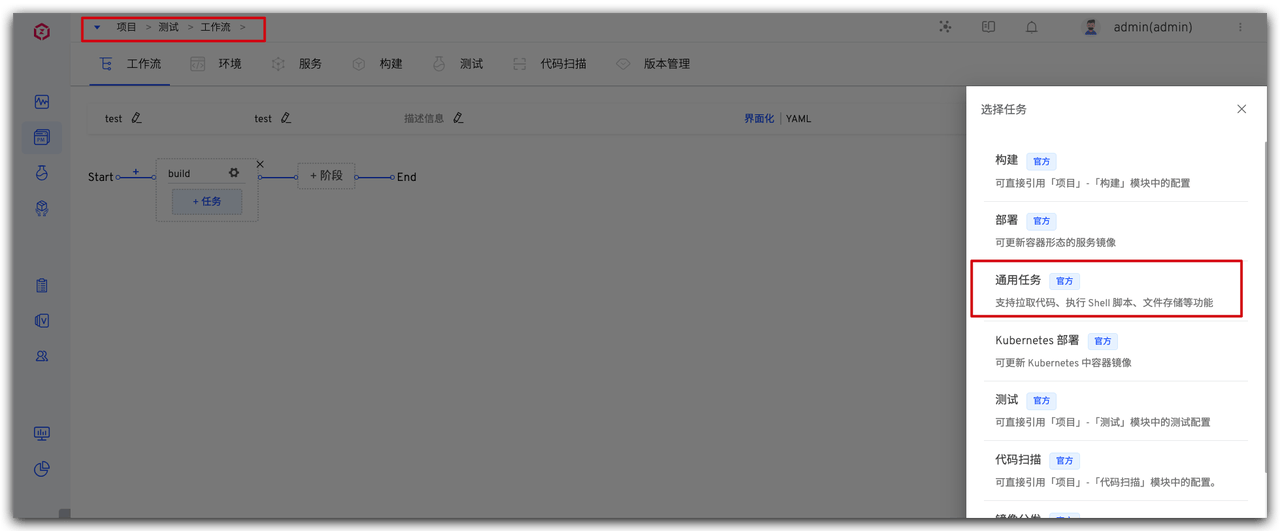 项目 > 测试 > 工作流 >
admin(admin)
工作流 环境 服务 构建 测试 代码扫描 版本管理
test test 描述信息 界面化 | YAML
Start + build + 阶段 End
+ 任务
选择任务
构建 官方
可直接引用「项目」-「构建」模块中的配置
部署 官方
可更新容器形态的服务镜像
通用任务 官方
支持拉取代码、执行 Shell 脚本、文件存储等功能
Kubernetes 部署 官方
可更新 Kubernetes 中容器镜像
测试 官方
可直接引用「项目」-「测试」模块中的测试配置
代码扫描 官方
可直接引用「项目」-「代码扫描」模块中的配置。
镜像分发 官方